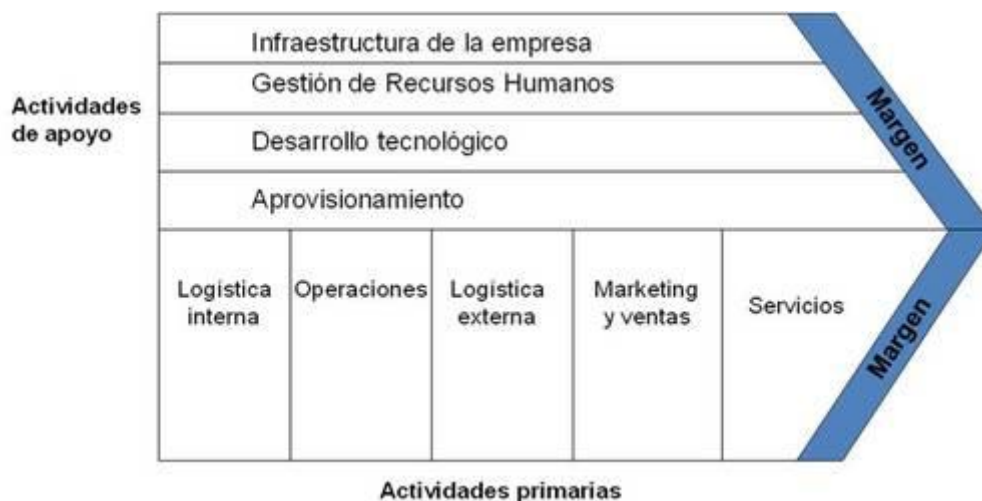 Infraestructura de la empresa
Gestión de Recursos Humanos
Actividades
de apoyo
Desarrollo tecnológico
Aprovisionamiento
Margen
Logística
interna
Operaciones
Logística
externa
Marketing
y ventas
Servicios
Margen
Actividades primarias